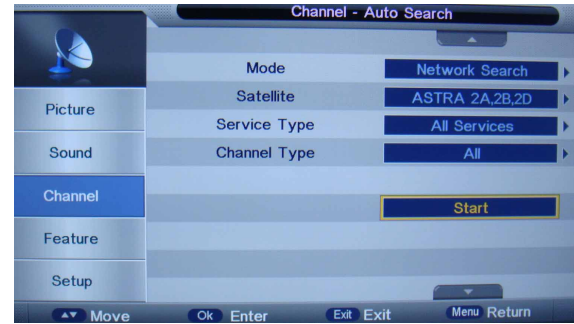 Channel - Auto Search
Mode Network Search
Satellite ASTRA 2A,2B,2D
Service Type All Services
Channel Type All
Start
Picture
Sound
Channel
Feature
Setup
Move Ok Enter Exit Exit Menu Return